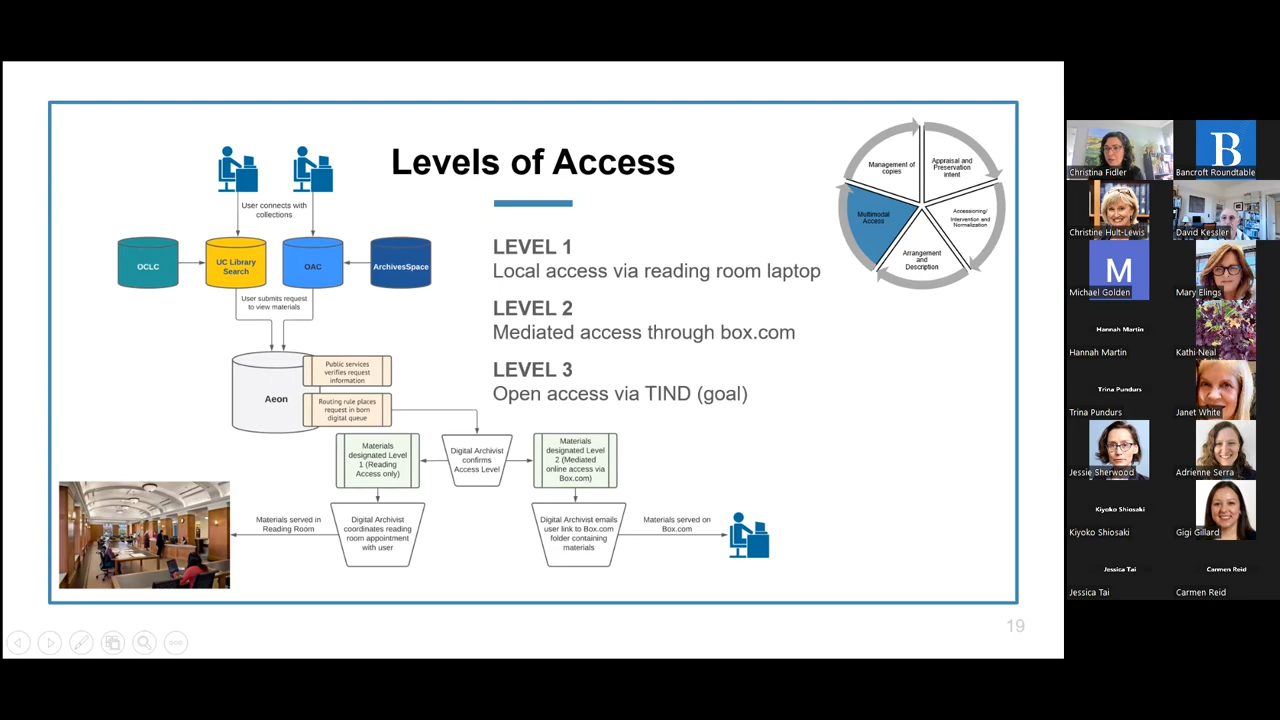 Levels of Access
User connects with
collections
OCLC
UC Library
Search
OAC
ArchivesSpace
User submits request
to view materials
Aeon
Public services
verifies request
information
Routing rule places
request in born
digital queue
LEVEL 1
Local access via reading room laptop
LEVEL 2
Mediated access through box.com
LEVEL 3
Open access via TIND (goal)
Management of
copies
Appraisal and
Preservation
intent
Multimodal
Access
Accessioning/
Intervention and
Normalization
Arrangement
and
Description
Materials
designated Level
1 (Reading
Access only)
Digital Archivist
confirms
Access Level
Materials
designated Level
2 (Mediated
online access via
Box.com)
Materials served in
Reading Room
Digital Archivist
coordinates reading
room appointment
with user
Digital Archivist emails
user link to Box.com
folder containing
materials
Materials served on
Box.com
19
Christina Fidler
B
Bancroft Roundtable
Christine Hult-Lewis
David Kessler
M
Michael Golden
Mary Elings
Hannah Martin
Hannah Martin
Kathi Neal
Trina Pundurs
Trina Pundurs
Janet White
Jessie Sherwood
Adrienne Serra
Kiyoko Shiosaki
Kiyoko Shiosaki
Gigi Gillard
Jessica Tai
Jessica Tai
Carmen Reid
Carmen Reid